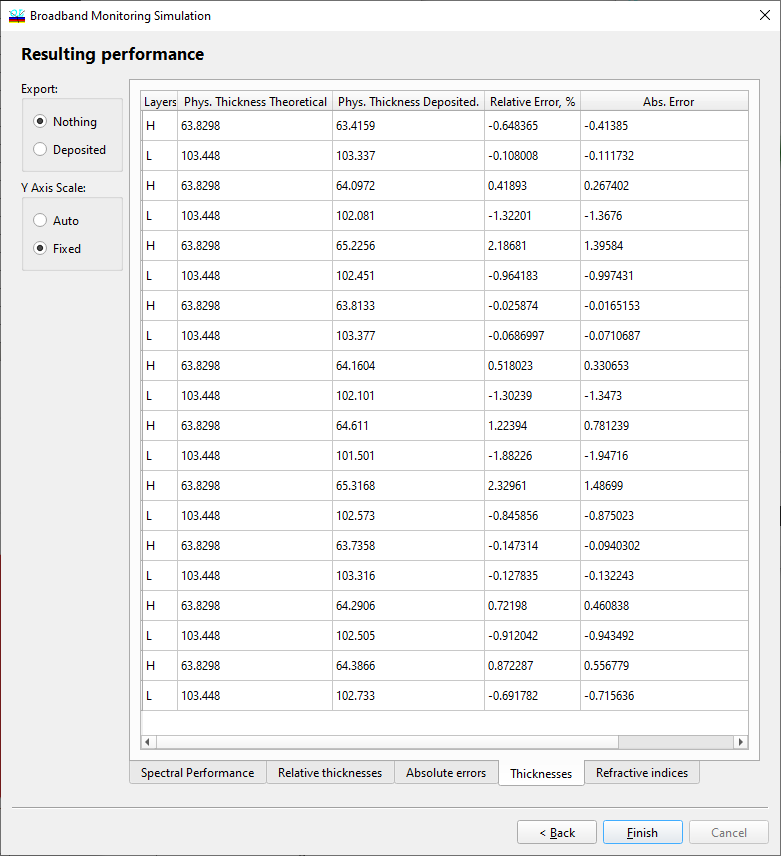 Broadband Monitoring Simulation
Resulting performance
Export:
Nothing
Deposited
Y Axis Scale:
Auto
Fixed
Layers Phys. Thickness Theoretical Phys. Thickness Deposited. Relative Error, % Abs. Error
H 63.8298 63.4159 -0.648365 -0.41385
L 103.448 103.337 -0.108008 -0.111732
H 63.8298 64.0972 0.41893 0.267402
L 103.448 102.081 -1.32201 -1.3676
H 63.8298 65.2256 2.18681 1.39584
L 103.448 102.451 -0.964183 -0.997431
H 63.8298 63.8133 -0.025874 -0.0165153
L 103.448 103.377 -0.0686997 -0.0710687
H 63.8298 64.1604 0.518023 0.330653
L 103.448 102.101 -1.30239 -1.3473
H 63.8298 64.611 1.22394 0.781239
L 103.448 101.501 -1.88226 -1.94716
H 63.8298 65.3168 2.32961 1.48699
L 103.448 102.573 -0.845856 -0.875023
H 63.8298 63.7358 -0.147314 -0.0940302
L 103.448 103.316 -0.127835 -0.132243
H 63.8298 64.2906 0.72198 0.460838
L 103.448 102.505 -0.912042 -0.943492
H 63.8298 64.3866 0.872287 0.556779
L 103.448 102.733 -0.691782 -0.715636
Spectral Performance Relative thicknesses Absolute errors Thicknesses Refractive indices
< Back Finish Cancel